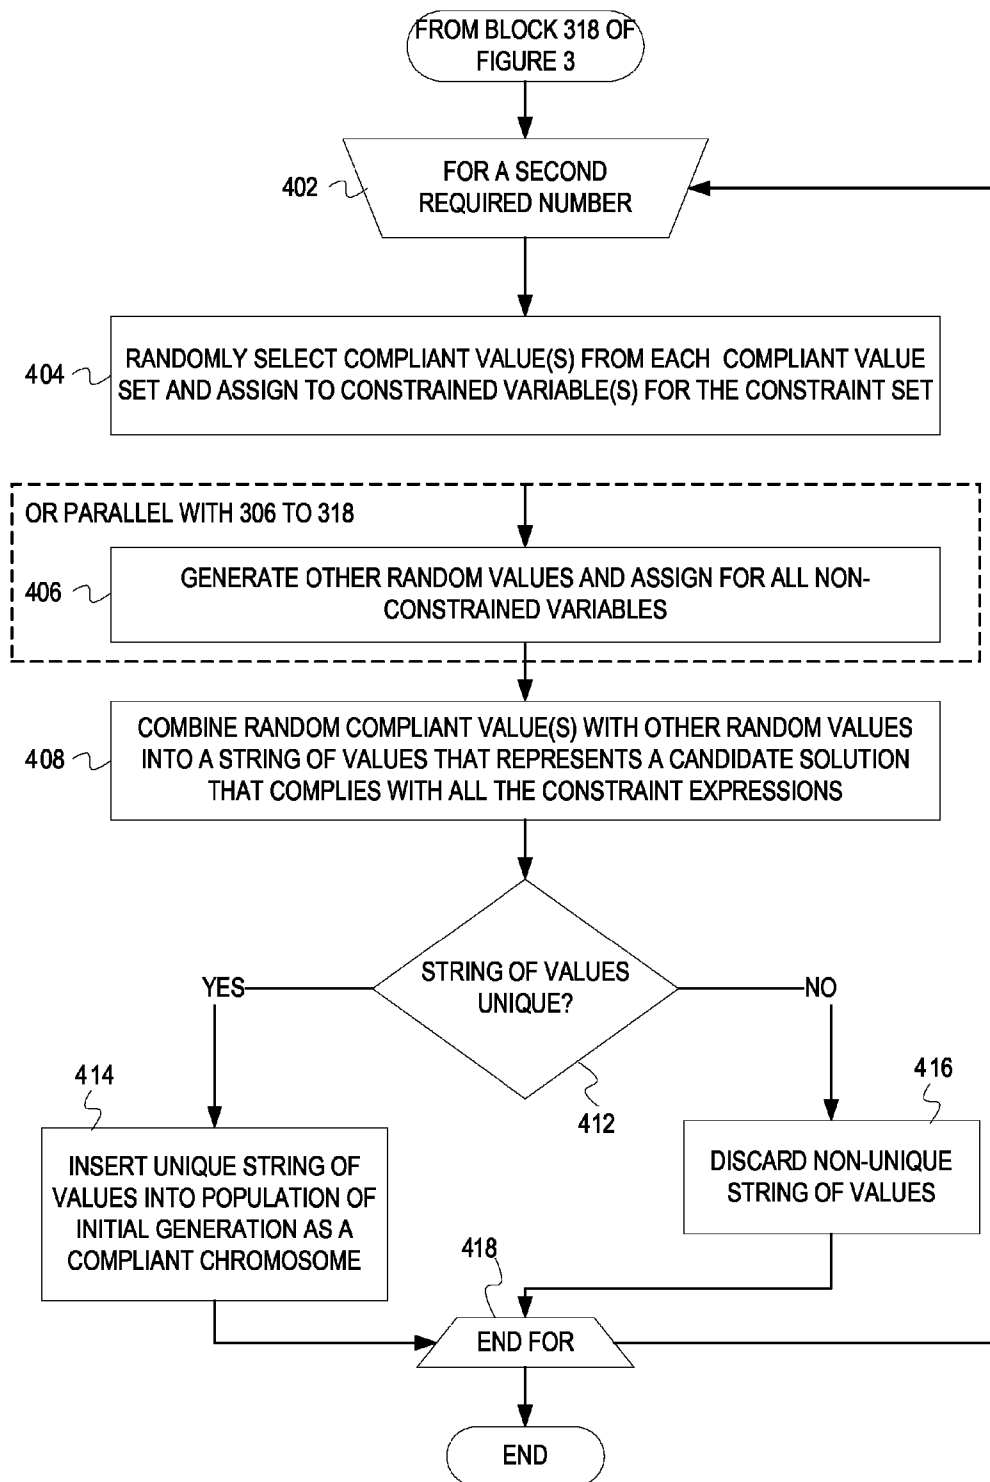 FROM BLOCK 318 OF
FIGURE 3
402
FOR A SECOND
REQUIRED NUMBER
404
RANDOMLY SELECT COMPLIANT VALUE(S) FROM EACH COMPLIANT VALUE
SET AND ASSIGN TO CONSTRAINED VARIABLE(S) FOR THE CONSTRAINT SET
OR PARALLEL WITH 306 TO 318
406
GENERATE OTHER RANDOM VALUES AND ASSIGN FOR ALL NON-
CONSTRAINED VARIABLES
408
COMBINE RANDOM COMPLIANT VALUE(S) WITH OTHER RANDOM VALUES
INTO A STRING OF VALUES THAT REPRESENTS A CANDIDATE SOLUTION
THAT COMPLIES WITH ALL THE CONSTRAINT EXPRESSIONS
STRING OF VALUES
UNIQUE?
YES
NO
412
414
INSERT UNIQUE STRING OF
VALUES INTO POPULATION OF
INITIAL GENERATION AS A
COMPLIANT CHROMOSOME
416
DISCARD NON-UNIQUE
STRING OF VALUES
418
END FOR
END